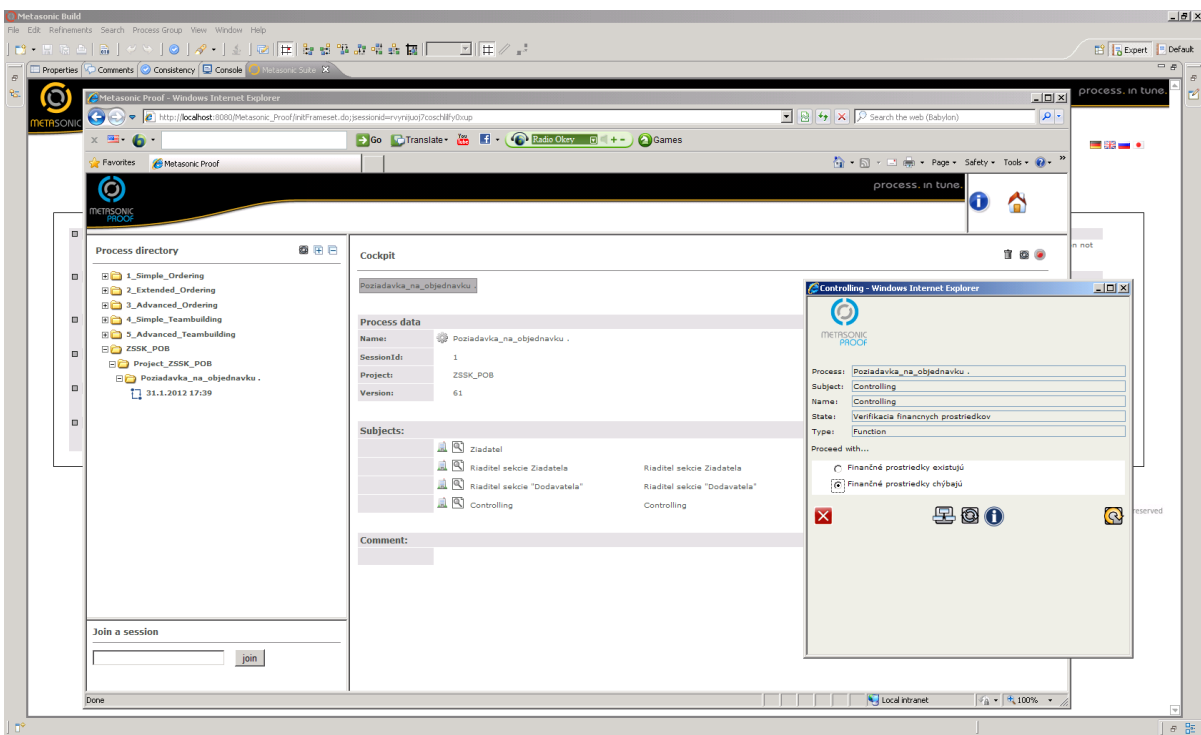 Metasonic Build
File Edit Refinements Search Process Group View Window Help
Expert Default
Properties Comments Consistency Console Metasonic Suite
METASONIC
process. in tune.
Metasonic Proof - Windows Internet Explorer
http://localhost:8080/Metasonic_Proof/initFrameset.do;jsessionid=rvynijuoj7coschlify0xup
Search the web (Babylon)
Go Translate You Tube Radio Okey Games
Favorites Metasonic Proof
Page Safety Tools
METASONIC
PROOF
process. in tune.
Process directory
1_Simple_Ordering
2_Extended_Ordering
3_Advanced_Ordering
4_Simple_Teambuilding
5_Advanced_Teambuilding
ZSSK_POB
Project_ZSSK_POB
Poziadavka_na_objednavku .
31.1.2012 17:39
Join a session
join
Cockpit
Poziadavka_na_objednavku .
Process data
Name: Poziadavka_na_objednavku .
SessionId: 1
Project: ZSSK_POB
Version: 61
Subjects:
Ziadatel
Riaditel sekcie Ziadatela Riaditel sekcie Ziadatela
Riaditel sekcie "Dodavatela" Riaditel sekcie "Dodavatela"
Controlling Controlling
Comment:
n not
reserved
Controlling - Windows Internet Explorer
METASONIC
PROOF
Process: Poziadavka_na_objednavku .
Subject: Controlling
Name: Controlling
State: Verifikacia financnych prostriedkov
Type: Function
Proceed with...
Finančné prostriedky existujú
Finančné prostriedky chýbajú
Done Local intranet 100%